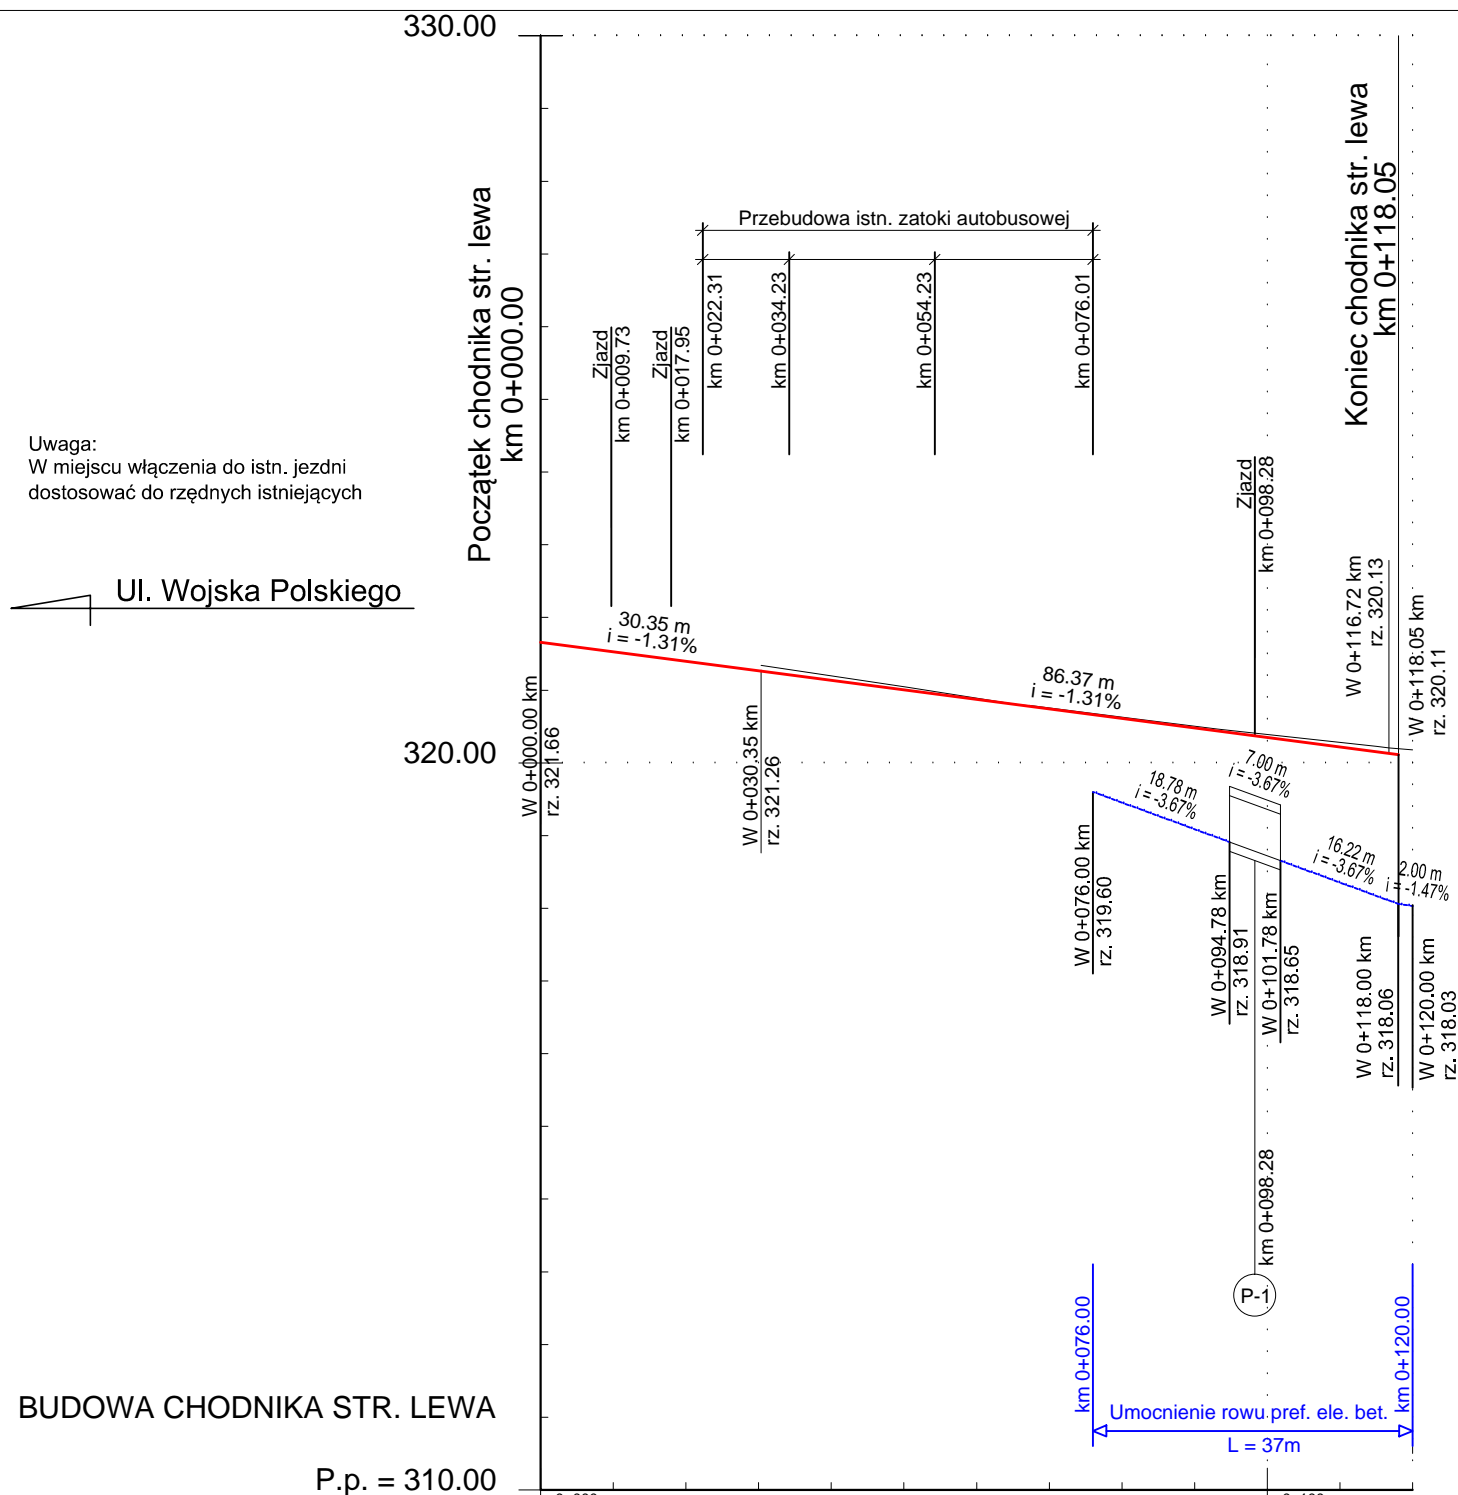 330.00
Początek chodnika str. lewa
km 0+000.00
Koniec chodnika str. lewa
km 0+118.05
Przebudowa istn. zatoki autobusowej
km 0+022.31
km 0+034.23
km 0+054.23
km 0+076.01
Zjazd
km 0+009.73
Zjazd
km 0+017.95
Uwaga:
W miejscu włączenia do istn. jezdni
dostosować do rzędnych istniejących
Zjazd
km 0+098.28
Ul. Wojska Polskiego
30.35 m
i = -1.31%
86.37 m
i = -1.31%
W 0+116.72 km
rz. 320.13
W 0+118.05 km
rz. 320.11
320.00
W 0+000.00 km
rz. 321.66
W 0+030.35 km
rz. 321.26
18.78 m
i = -3.67%
7.00 m
i = -3.67%
16.22 m
i = -3.67%
2.00 m
i = -1.47%
W 0+076.00 km
rz. 319.60
W 0+094.78 km
rz. 318.91
W 0+101.78 km
rz. 318.65
W 0+118.00 km
rz. 318.06
W 0+120.00 km
rz. 318.03
km 0+098.28
P-1
km 0+076.00
km 0+120.00
Umocnienie rowu pref. ele. bet.
L = 37m
BUDOWA CHODNIKA STR. LEWA
P.p. = 310.00